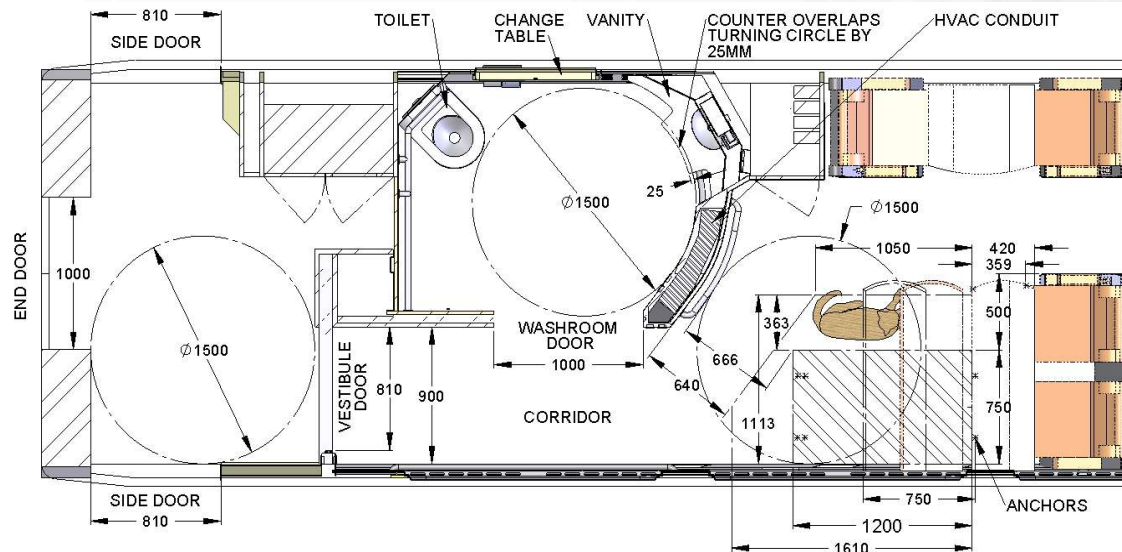 810
SIDE DOOR
TOILET
CHANGE
TABLE
VANITY
COUNTER OVERLAPS
TURNING CIRCLE BY
25MM
HVAC CONDUIT
END DOOR
1000
Ø1500
Ø1500
25
Ø1500
1050
420
359
500
363
WASHROOM
DOOR
1000
666
640
VESTIBULE
DOOR
810
900
CORRIDOR
1113
750
750
ANCHORS
1200
1610
SIDE DOOR
810